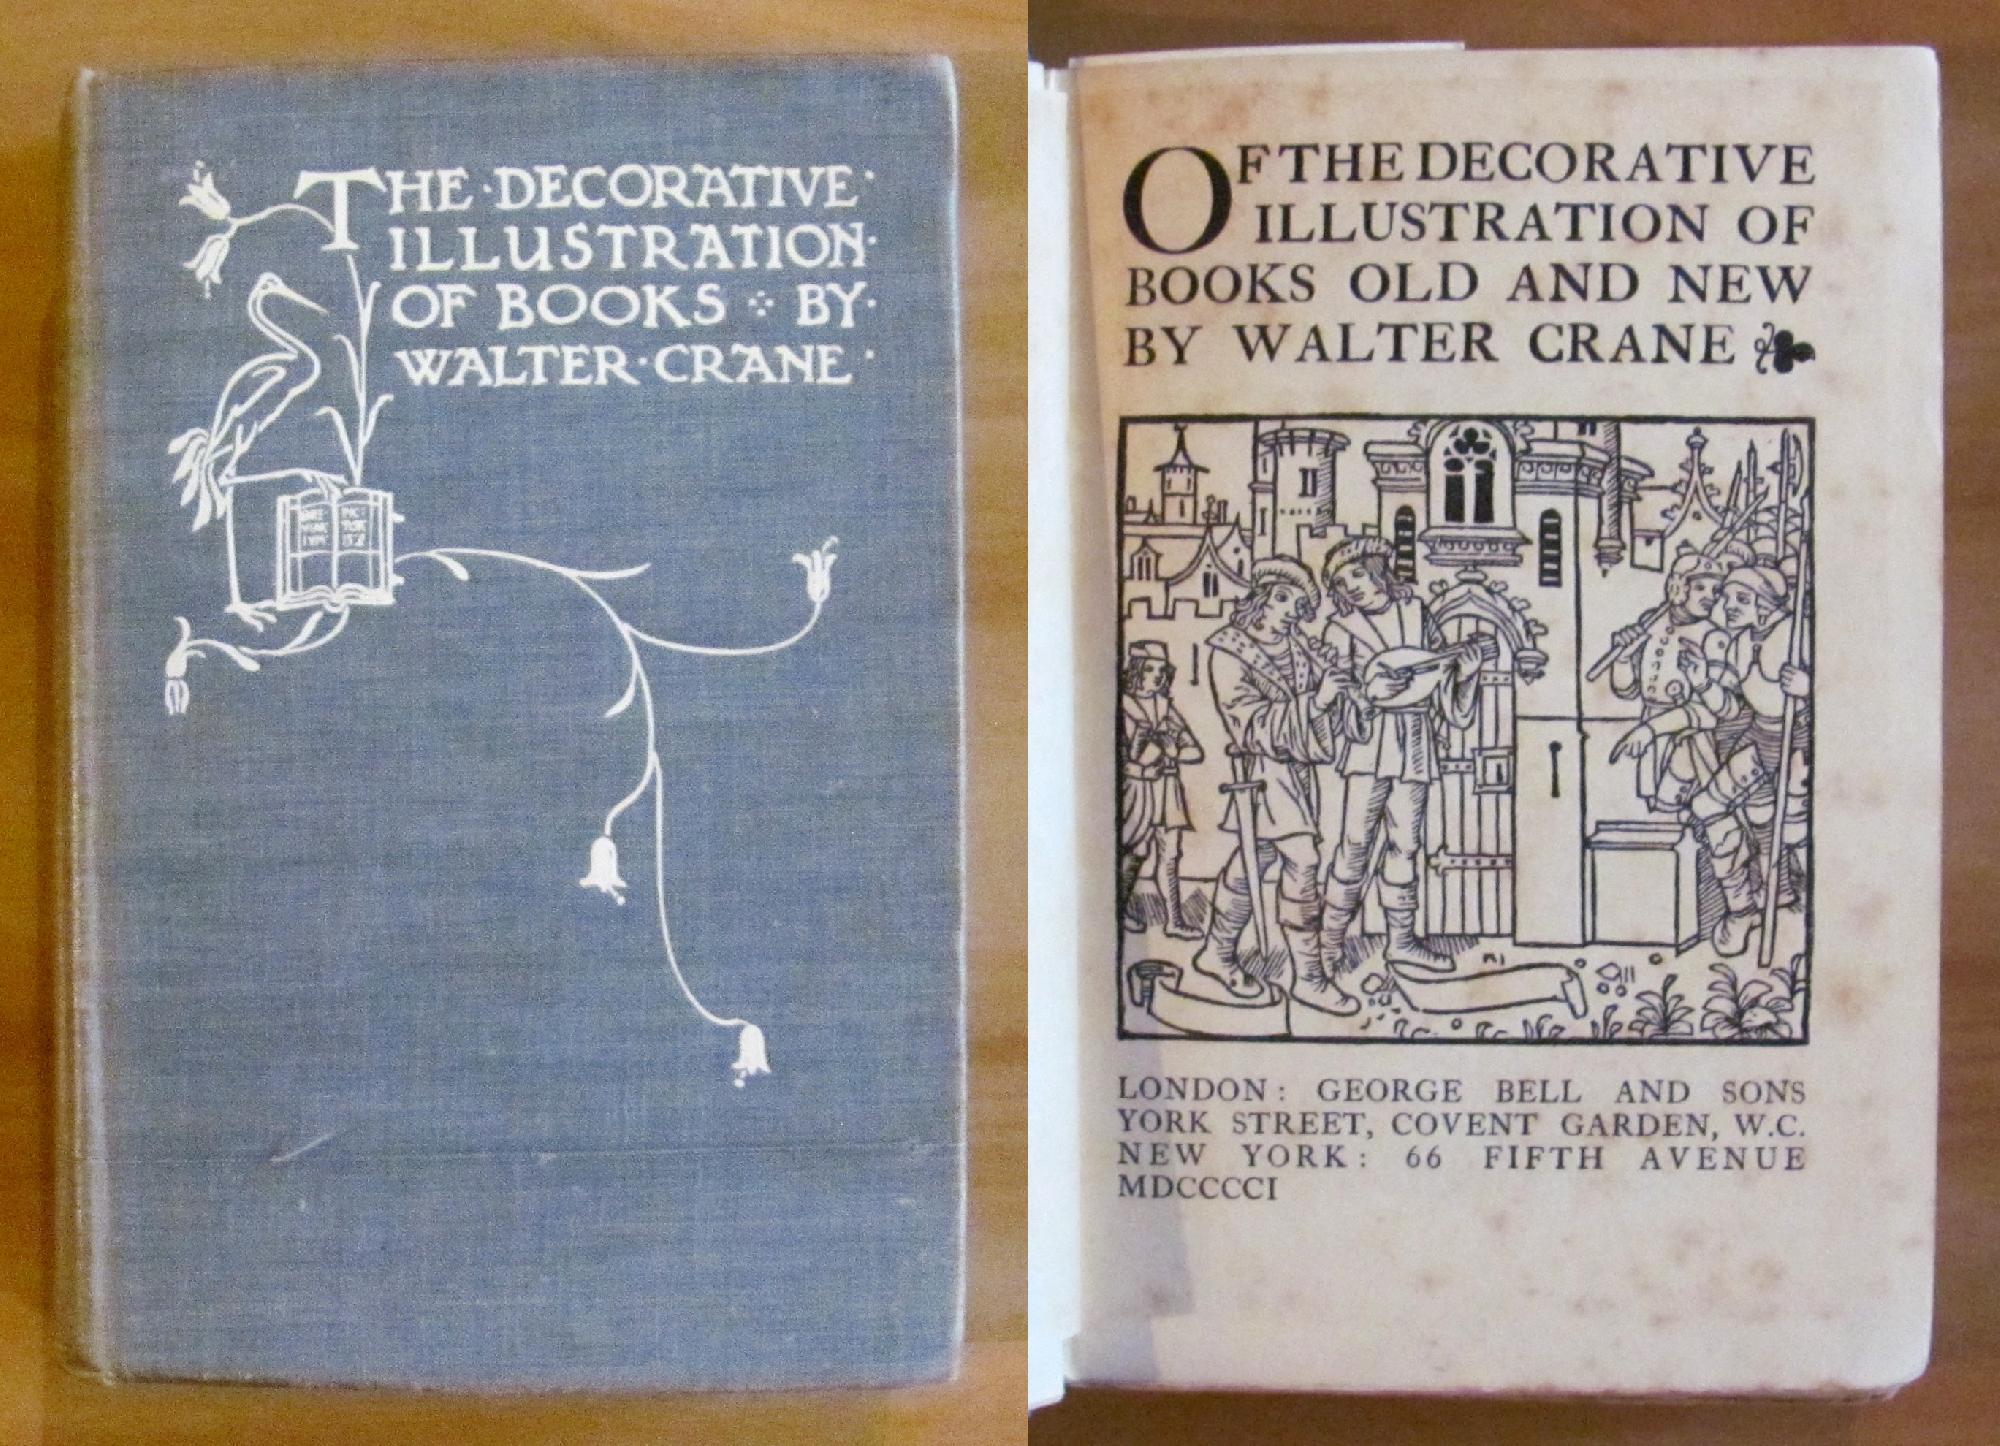 THE · DECORATIVE ·
ILLUSTRATION ·
OF BOOKS BY ·
WALTER · CRANE ·
OF THE DECORATIVE
ILLUSTRATION OF
BOOKS OLD AND NEW
BY WALTER CRANE
LONDON: GEORGE BELL AND SONS
YORK STREET, COVENT GARDEN, W.C.
NEW YORK: 66 FIFTH AVENUE
MDCCCCI